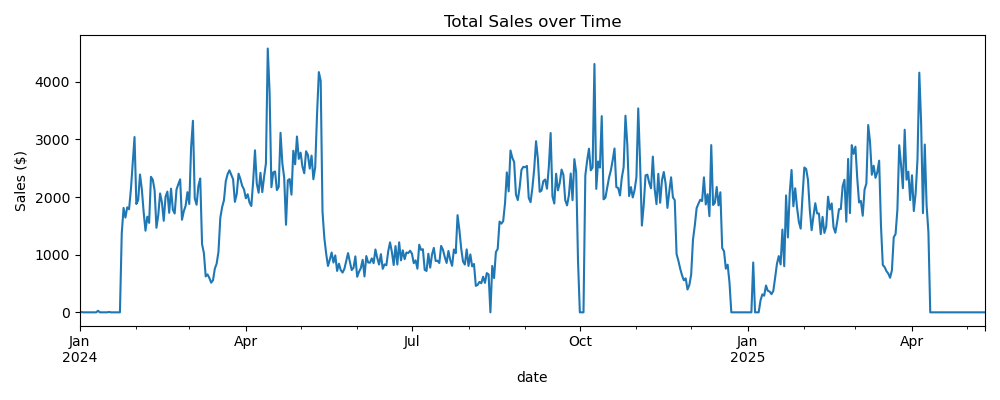 Total Sales over Time
Sales ($)
4000
3000
2000
1000
0
Jan Apr Jul Oct Jan Apr
2024 2025
date